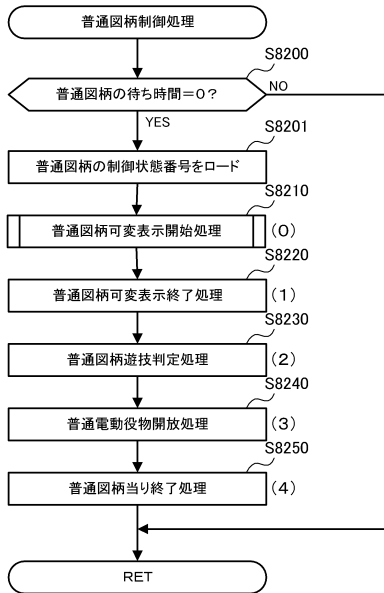 普通図柄制御処理
S8200
普通図柄の待ち時間＝０？
NO
YES
S8201
普通図柄の制御状態番号をロード
S8210
普通図柄可変表示開始処理
(０)
S8220
普通図柄可変表示終了処理
(１)
S8230
普通図柄遊技判定処理
(２)
S8240
普通電動役物開放処理
(３)
S8250
普通図柄当り終了処理
(４)
RET